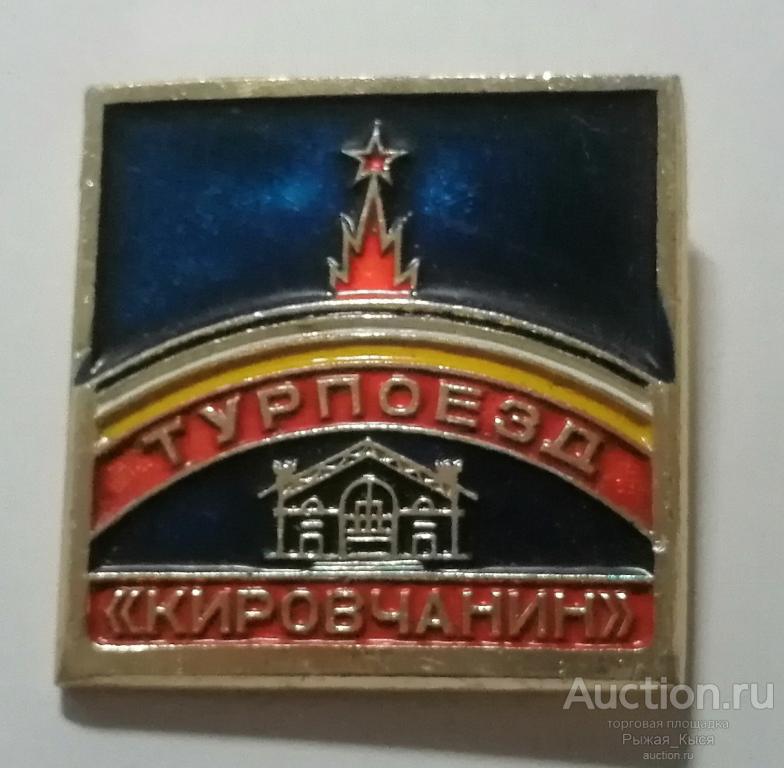 ТУРПОЕЗД
«КИРОВЧАНИН»
Auction.ru
торговая площадка
Рыжая_Кыся
auction.ru